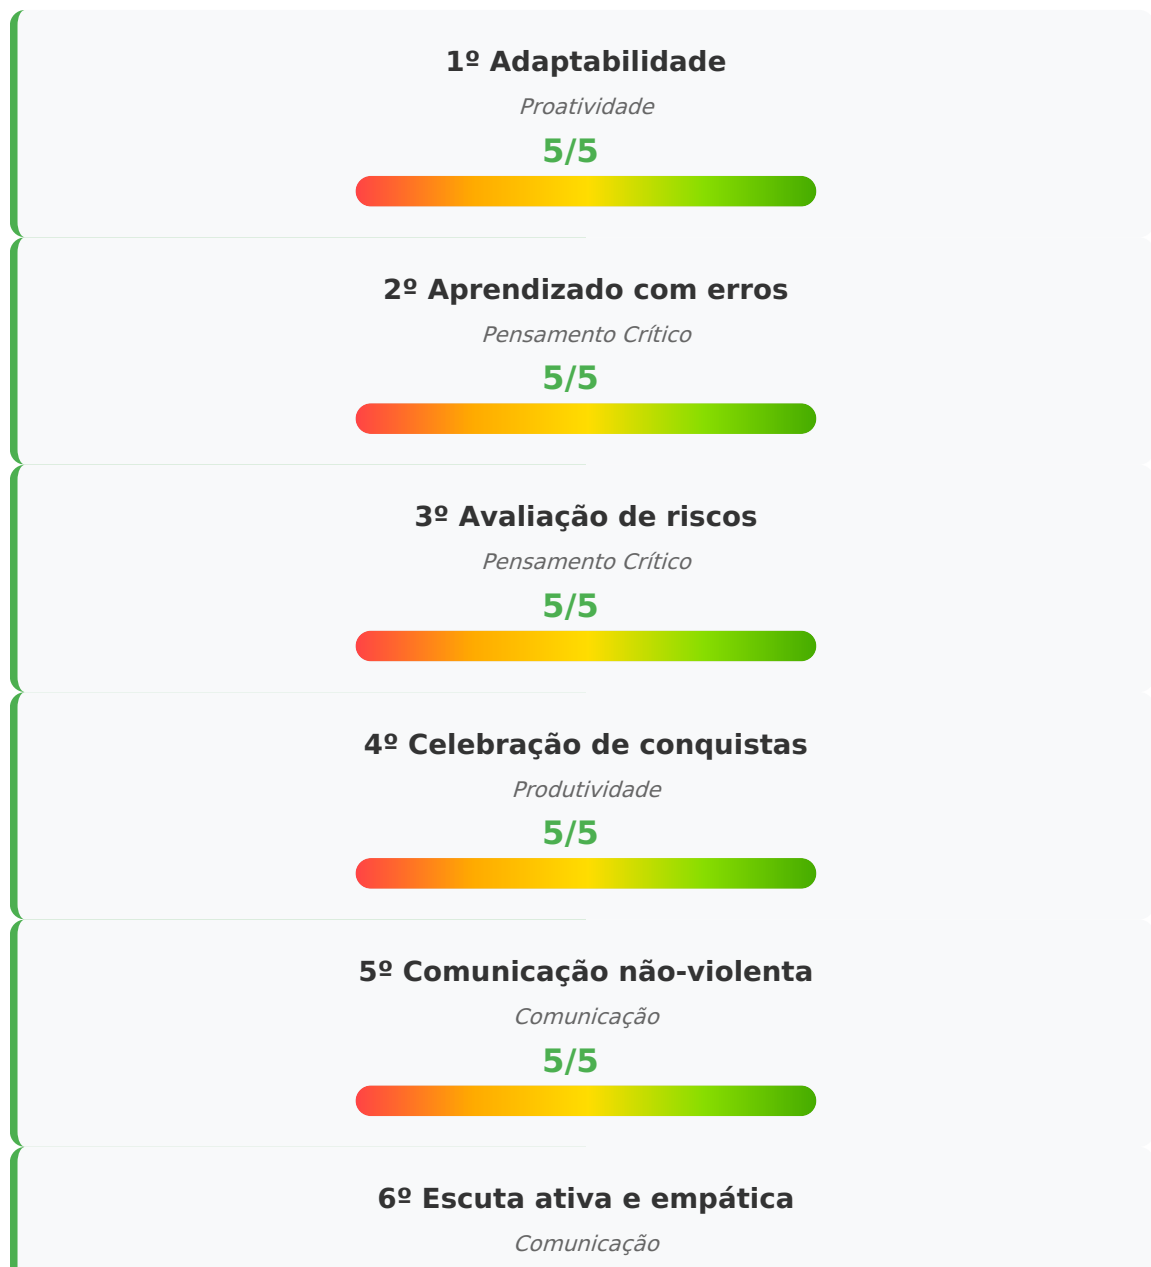 1º Adaptabilidade
Proatividade
5/5
2º Aprendizado com erros
Pensamento Crítico
5/5
3º Avaliação de riscos
Pensamento Crítico
5/5
4º Celebração de conquistas
Produtividade
5/5
5º Comunicação não-violenta
Comunicação
5/5
6º Escuta ativa e empática
Comunicação